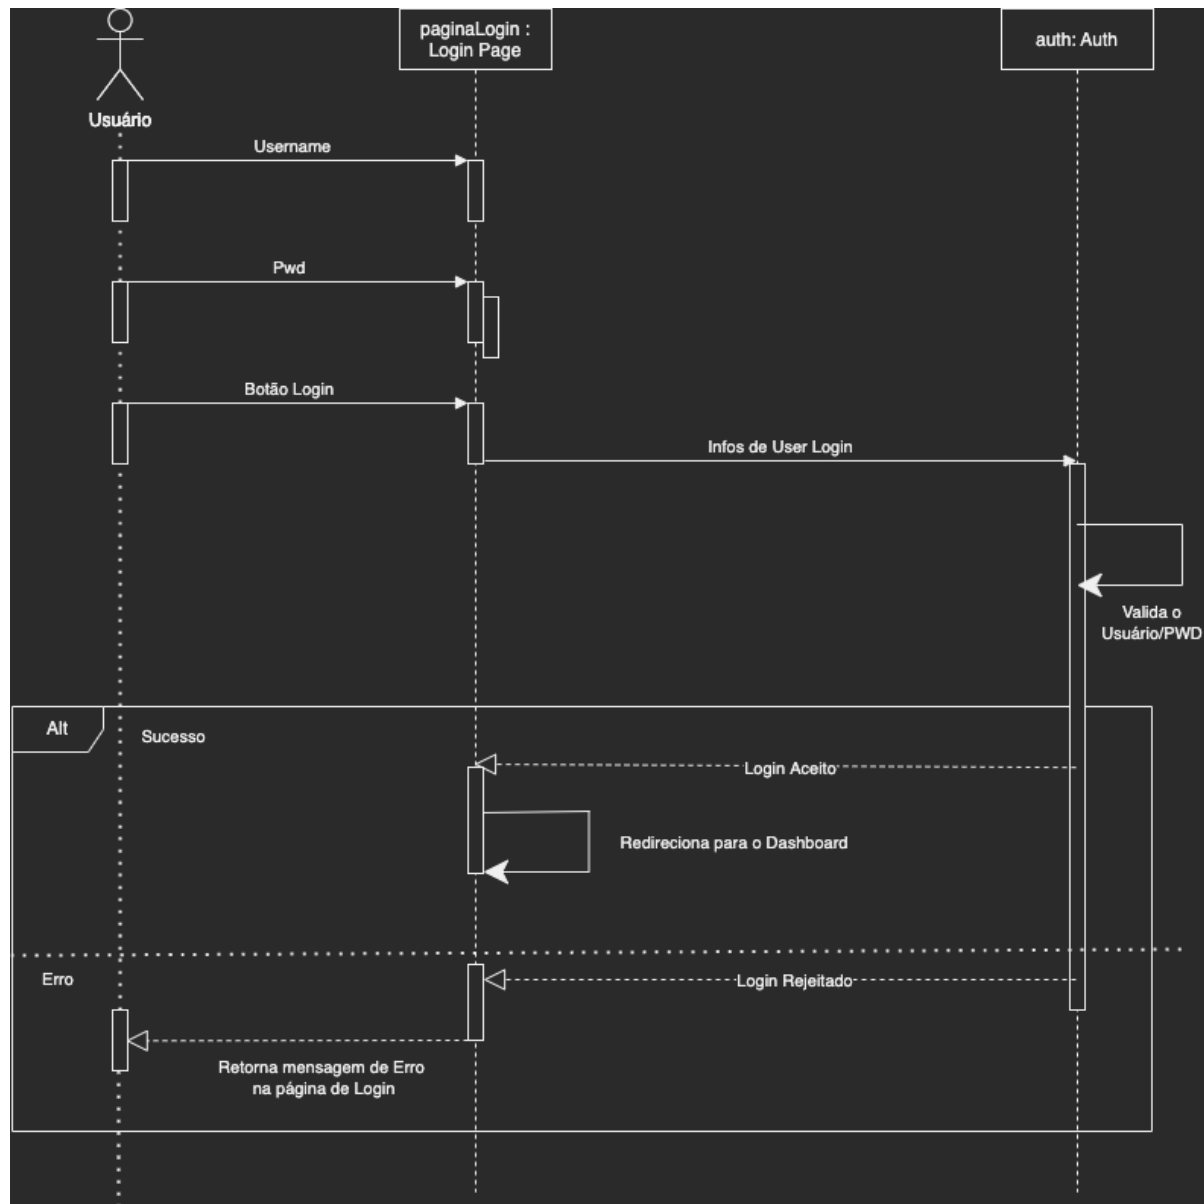 paginaLogin :
Login Page
auth: Auth
Usuário
Username
Pwd
Botão Login
Infos de User Login
Valida o
Usuário/PWD
Alt
Sucesso
Login Aceito
Redireciona para o Dashboard
Erro
Login Rejeitado
Retorna mensagem de Erro
na página de Login